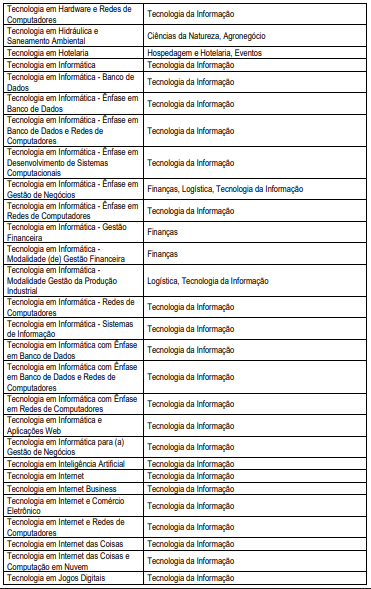 Tecnologia em Hardware e Redes de
Computadores
Tecnologia da Informação
Tecnologia em Hidráulica e
Saneamento Ambiental
Ciências da Natureza, Agronegócio
Tecnologia em Hotelaria
Hospedagem e Hotelaria, Eventos
Tecnologia em Informática
Tecnologia da Informação
Tecnologia em Informática - Banco de
Dados
Tecnologia da Informação
Tecnologia em Informática - Ênfase em
Banco de Dados
Tecnologia da Informação
Tecnologia em Informática - Ênfase em
Banco de Dados e Redes de
Computadores
Tecnologia da Informação
Tecnologia em Informática - Ênfase em
Desenvolvimento de Sistemas
Computacionais
Tecnologia da Informação
Tecnologia em Informática - Ênfase em
Gestão de Negócios
Finanças, Logística, Tecnologia da Informação
Tecnologia em Informática - Ênfase em
Redes de Computadores
Tecnologia da Informação
Tecnologia em Informática - Gestão
Financeira
Finanças
Tecnologia em Informática -
Modalidade (de) Gestão Financeira
Finanças
Tecnologia em Informática -
Modalidade Gestão da Produção
Industrial
Logística, Tecnologia da Informação
Tecnologia em Informática - Redes de
Computadores
Tecnologia da Informação
Tecnologia em Informática - Sistemas
de Informação
Tecnologia da Informação
Tecnologia em Informática com Ênfase
em Banco de Dados
Tecnologia da Informação
Tecnologia em Informática com Ênfase
em Banco de Dados e Redes de
Computadores
Tecnologia da Informação
Tecnologia em Informática com Ênfase
em Redes de Computadores
Tecnologia da Informação
Tecnologia em Informática e
Aplicações Web
Tecnologia da Informação
Tecnologia em Informática para (a)
Gestão de Negócios
Tecnologia da Informação
Tecnologia em Inteligência Artificial
Tecnologia da Informação
Tecnologia em Internet
Tecnologia da Informação
Tecnologia em Internet Business
Tecnologia da Informação
Tecnologia em Internet e Comércio
Eletrônico
Tecnologia da Informação
Tecnologia em Internet e Redes de
Computadores
Tecnologia da Informação
Tecnologia em Internet das Coisas
Tecnologia da Informação
Tecnologia em Internet das Coisas e
Computação em Nuvem
Tecnologia da Informação
Tecnologia em Jogos Digitais
Tecnologia da Informação